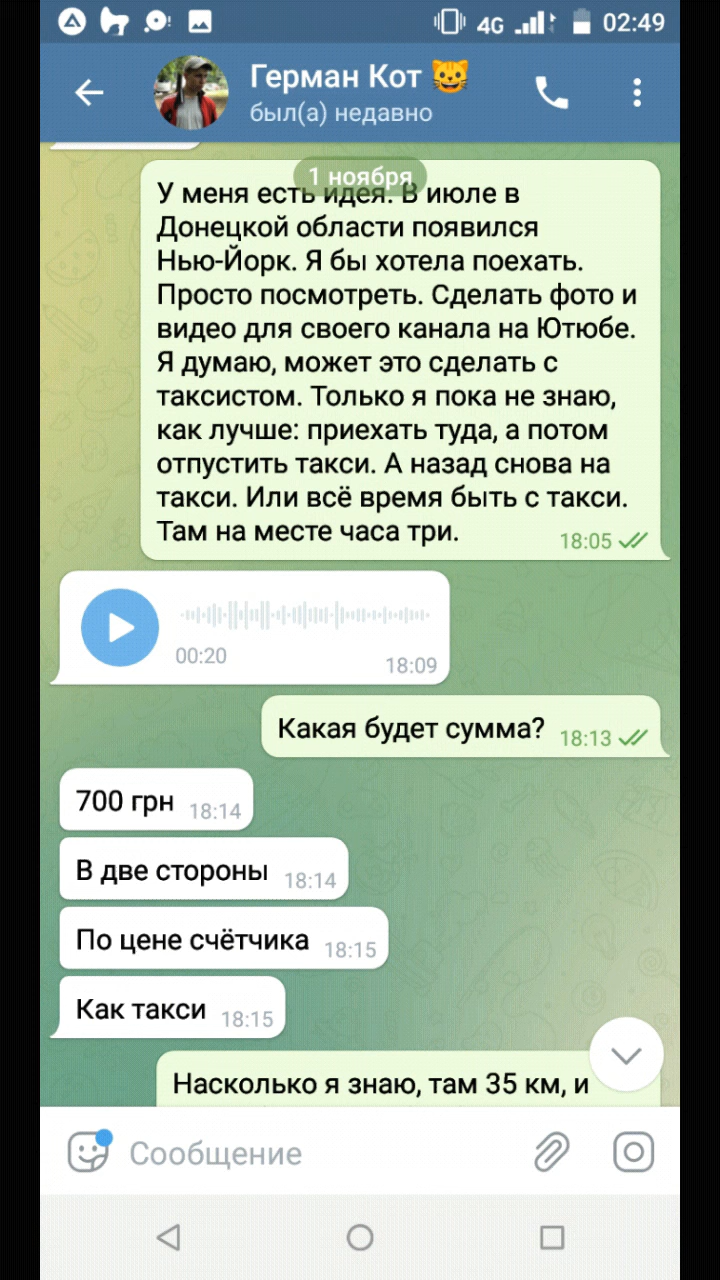 4G 02:49
Герман Кот 😺
был(а) недавно
1 ноября
У меня есть идея. В июле в
Донецкой области появился
Нью-Йорк. Я бы хотела поехать.
Просто посмотреть. Сделать фото и
видео для своего канала на Ютюбе.
Я думаю, может это сделать с
таксистом. Только я пока не знаю,
как лучше: приехать туда, а потом
отпустить такси. А назад снова на
такси. Или всё время быть с такси.
Там на месте часа три.
18:05
00:20
18:09
Какая будет сумма? 18:13
700 грн 18:14
В две стороны 18:14
По цене счётчика 18:15
Как такси 18:15
Насколько я знаю, там 35 км, и
Сообщение